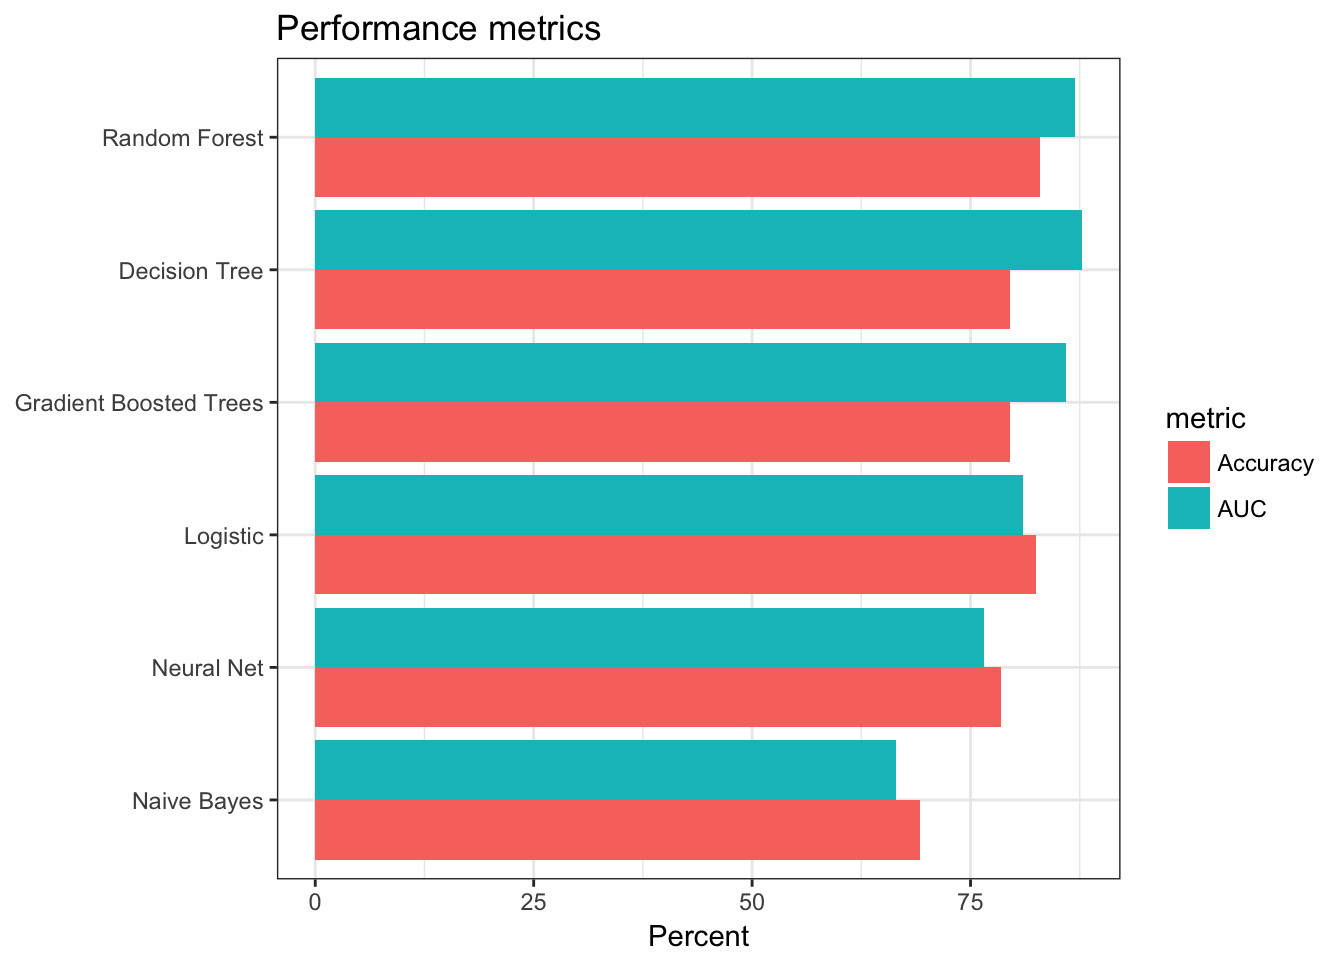 Performance metrics
Random Forest
Decision Tree
Gradient Boosted Trees
Logistic
Neural Net
Naive Bayes
0 25 50 75
Percent
metric
Accuracy
AUC